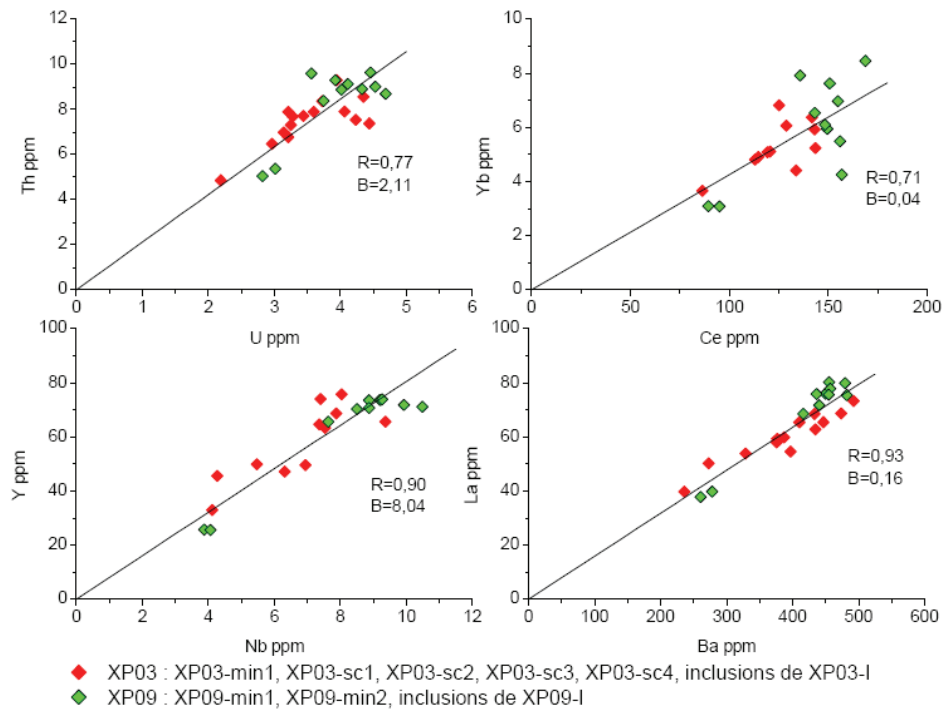 12
10
8
6
4
2
0
Th ppm
R=0,77
B=2,11
0 1 2 3 4 5 6
U ppm
10
8
6
4
2
0
Yb ppm
R=0,71
B=0,04
0 50 100 150 200
Ce ppm
100
80
60
40
20
0
Y ppm
R=0,90
B=8,04
0 2 4 6 8 10 12
Nb ppm
100
80
60
40
20
0
La ppm
R=0,93
B=0,16
0 100 200 300 400 500 600
Ba ppm
XP03 : XP03-min1, XP03-sc1, XP03-sc2, XP03-sc3, XP03-sc4, inclusions de XP03-I
XP09 : XP09-min1, XP09-min2, inclusions de XP09-I